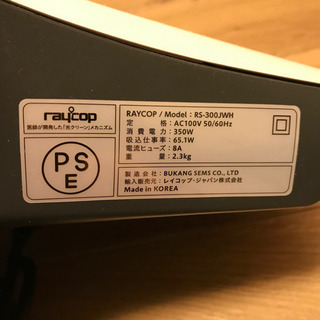 raycop
医師が開発した「光クリーン」メカニズム
PS
E
RAYCOP / Model : RS-300JWH
定 格 : AC100V 50/60Hz
消 費 電 力 : 350W
吸込仕事率 : 65.1W
電流ヒューズ : 8A
重 量 : 2.3kg
製 造 会 社 : BUKANG SEMS CO., LTD
輸入販売元 : レイコップ・ジャパン株式会社
Made in KOREA